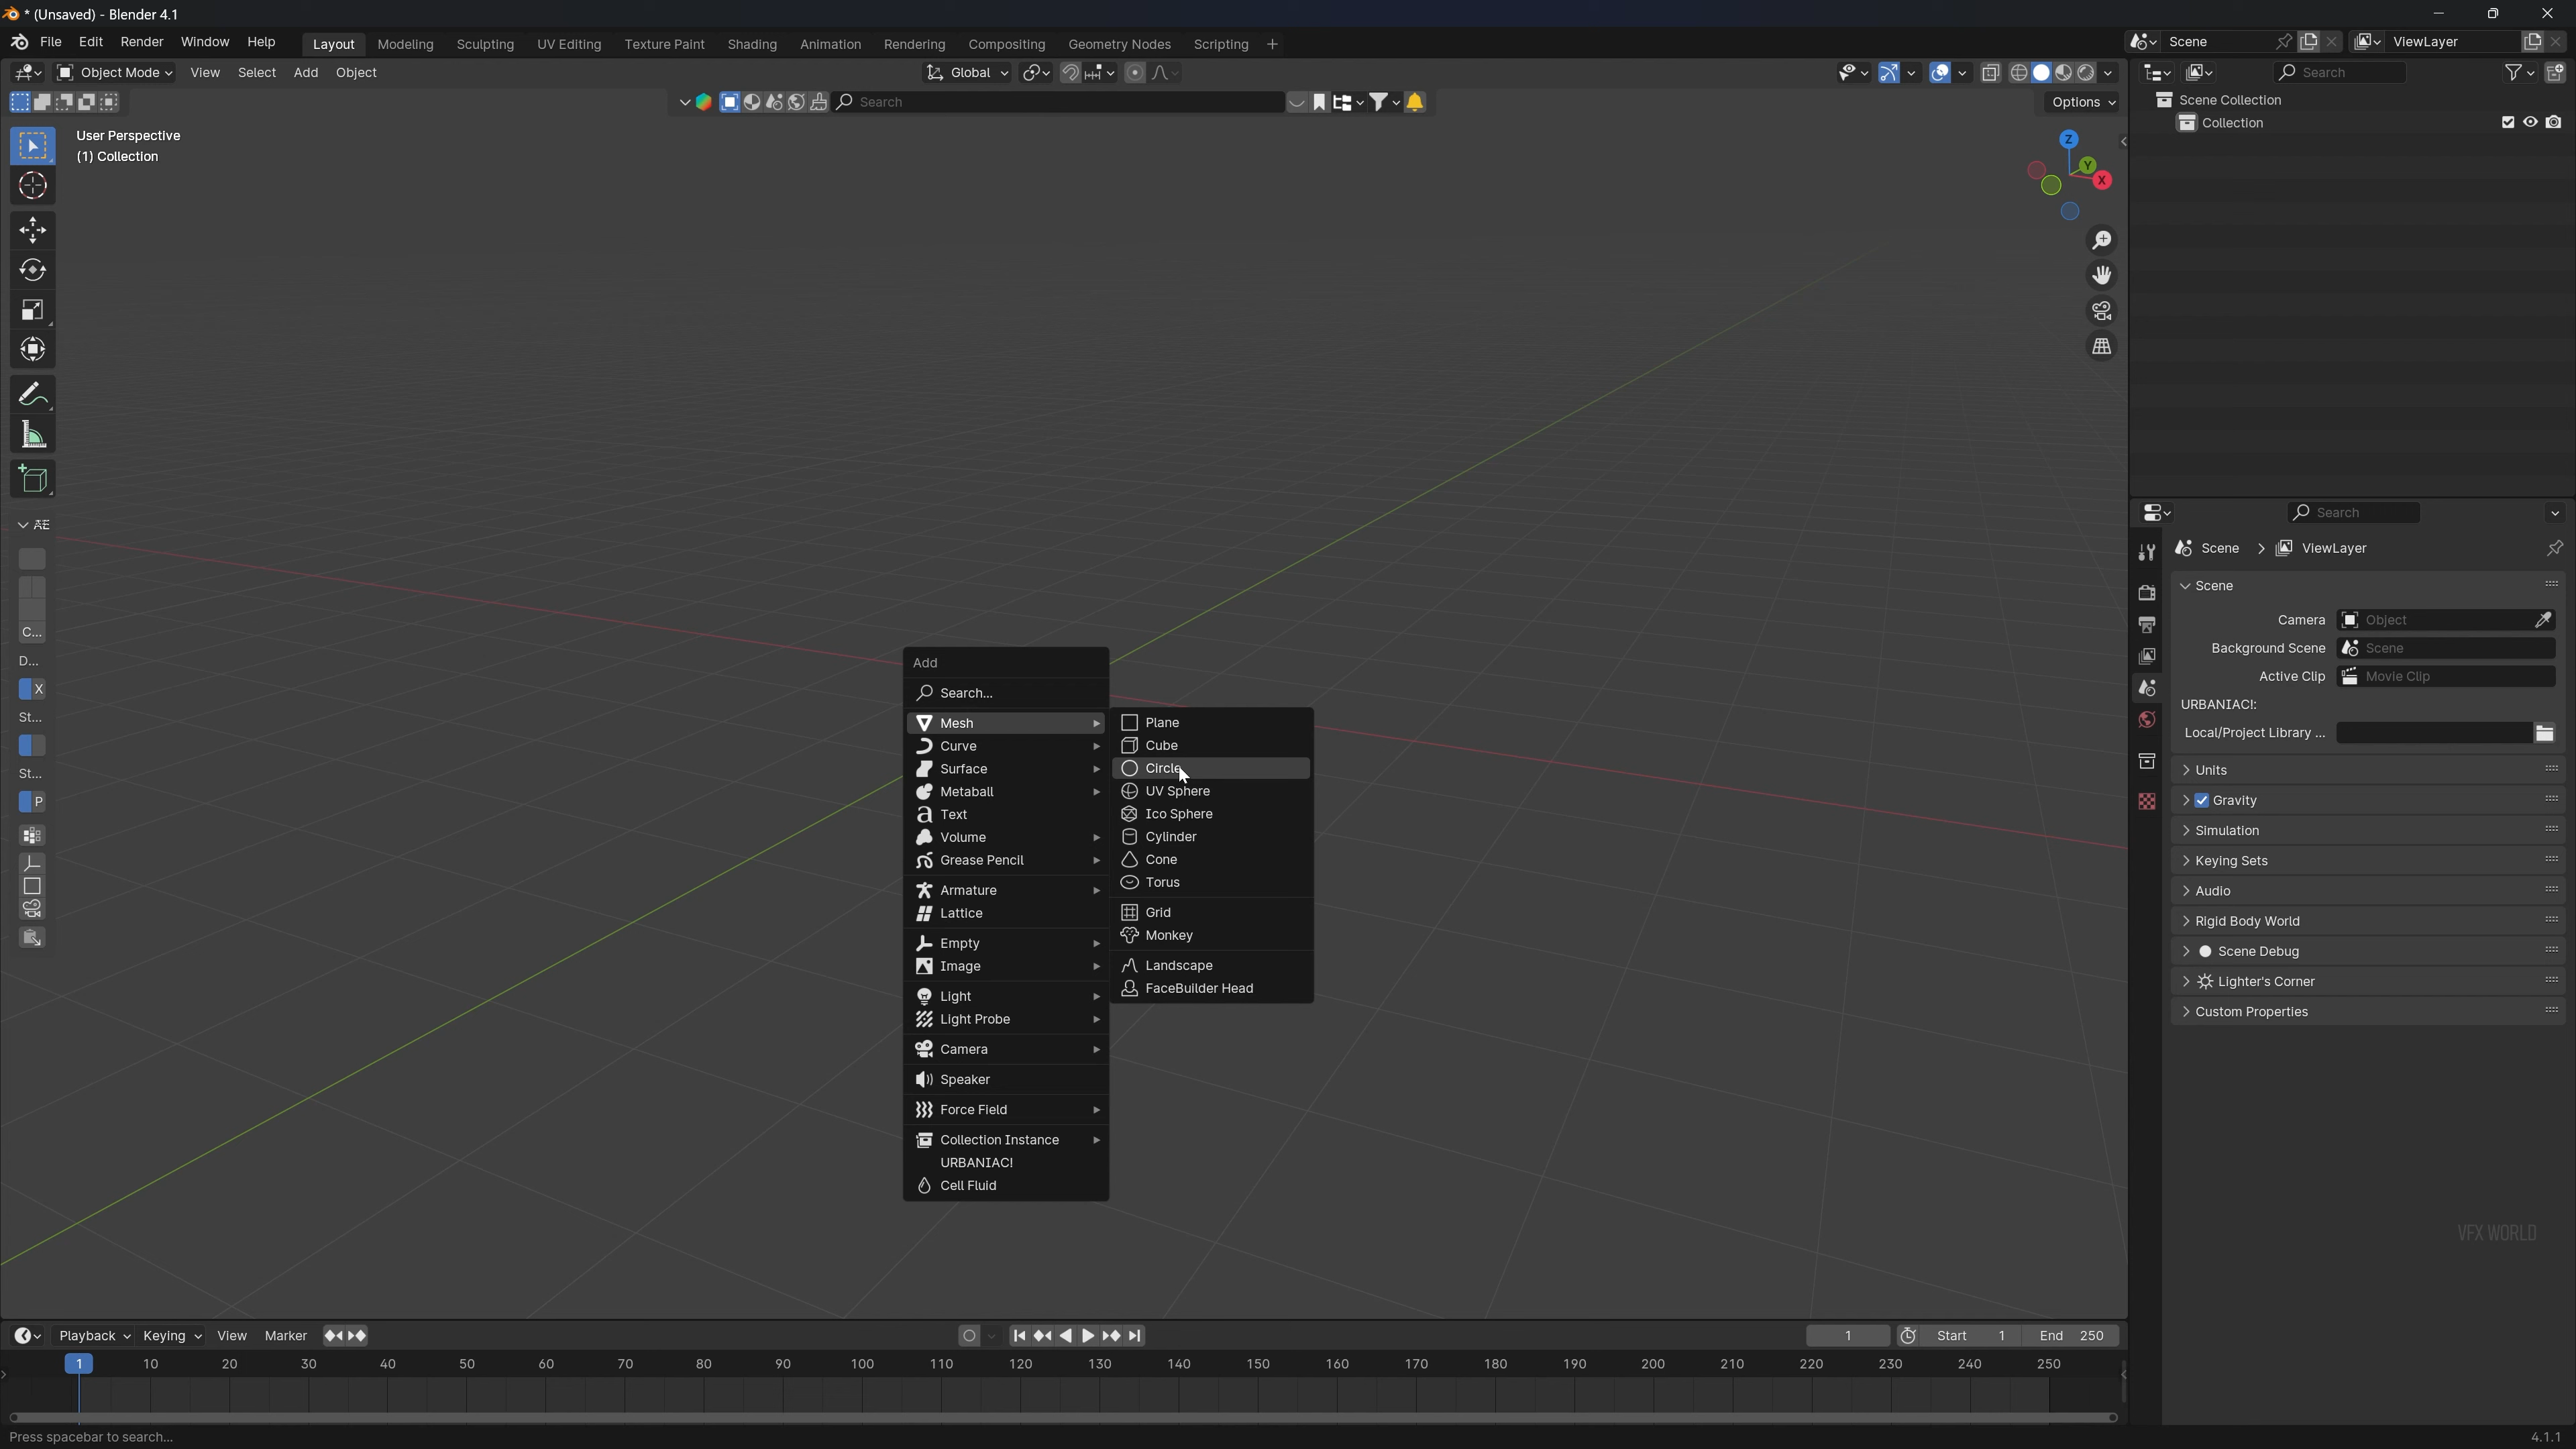 * (Unsaved) - Blender 4.1
File Edit Render Window Help Layout Modeling Sculpting UV Editing Texture Paint Shading Animation Rendering Compositing Geometry Nodes Scripting + Scene ViewLayer
Object Mode View Select Add Object Global Search
Search Options
User Perspective
(1) Collection
Z
Y
X
Scene Collection
Collection
AE
C...
D...
X
St...
St...
P
Add
Search...
Mesh
Curve
Surface
Metaball
Text
Volume
Grease Pencil
Armature
Lattice
Empty
Image
Light
Light Probe
Camera
Speaker
Force Field
Collection Instance
URBANIAC!
Cell Fluid
Plane
Cube
Circle
UV Sphere
Ico Sphere
Cylinder
Cone
Torus
Grid
Monkey
Landscape
FaceBuilder Head
Search
Scene ViewLayer
Scene
Camera Object
Background Scene Scene
Active Clip Movie Clip
URBANIAC!:
Local/Project Library ...
Units
Gravity
Simulation
Keying Sets
Audio
Rigid Body World
Scene Debug
Lighter's Corner
Custom Properties
VFX WORLD
Playback Keying View Marker 1 Start 1 End 250
1 10 20 30 40 50 60 70 80 90 100 110 120 130 140 150 160 170 180 190 200 210 220 230 240 250
Press spacebar to search... 4.1.1